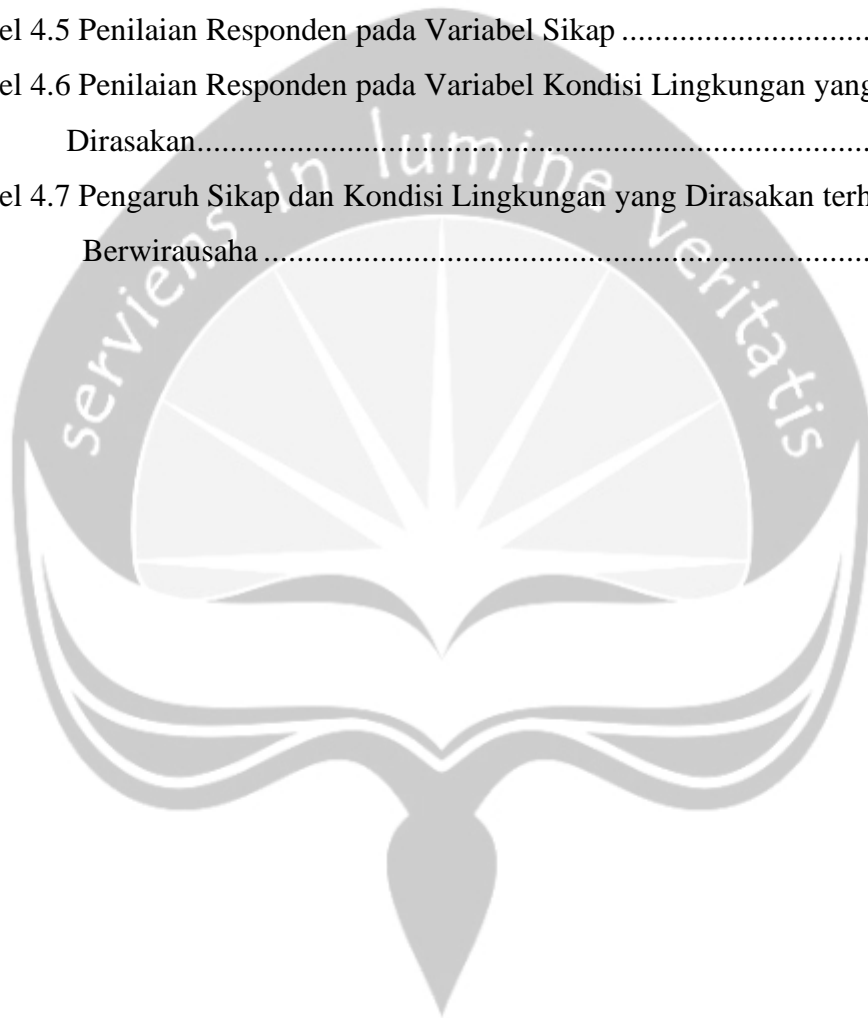 el 4.5 Penilaian Responden pada Variabel Sikap ..............................
el 4.6 Penilaian Responden pada Variabel Kondisi Lingkungan yang
Dirasakan.....................................................................................
el 4.7 Pengaruh Sikap dan Kondisi Lingkungan yang Dirasakan terh
Berwirausaha ...........................................................................
serviens in lumine veritatis